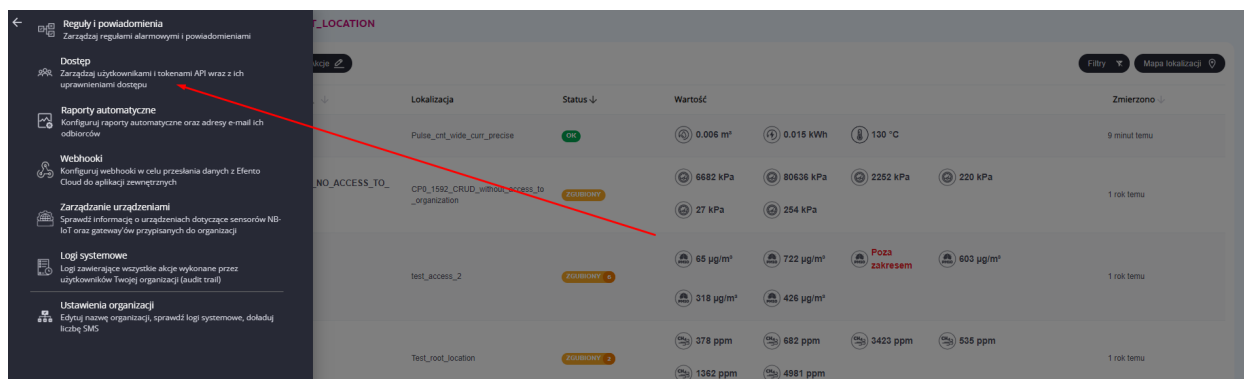 Reguły i powiadomienia
Zarządzaj regułami alarmowymi i powiadomieniami
Dostęp
Zarządzaj użytkownikami i tokenami API wraz z ich
uprawnieniami dostępu
Raporty automatyczne
Konfiguruj raporty automatyczne oraz adresy e-mail ich
odbiorców
Webhooki
Konfiguruj webhooki w celu przesłania danych z Efento
Cloud do aplikacji zewnętrznych
Zarządzanie urządzeniami
Sprawdź informację o urządzeniach dotyczące sensorów NB-
IoT oraz gateway'ów przypisanych do organizacji
Logi systemowe
Logi zawierające wszystkie akcje wykonane przez
użytkowników Twojej organizacji (audit trail)
Ustawienia organizacji
Edytuj nazwę organizacji, sprawdź logi systemowe, doładuj
liczbę SMS
T_LOCATION
kcje
Filtry
Mapa lokalizacji
Lokalizacja Status Wartość Zmierzono
Pulse_cnt_wide_curr_precise OK 0.006 m³ 0.015 kWh 130 °C 9 minut temu
_NO_ACCESS_TO_
CP0_1592_CRUD_without_access_to
_organization
ZGUBIONY
6682 kPa 80636 kPa 2252 kPa 220 kPa
27 kPa 254 kPa
1 rok temu
test_access_2 ZGUBIONY 6
65 µg/m³ 722 µg/m³ Poza
zakresem
603 µg/m³
318 µg/m³ 426 µg/m³
1 rok temu
Test_root_location ZGUBIONY 2
378 ppm 682 ppm 3423 ppm 535 ppm
1362 ppm 4981 ppm
1 rok temu